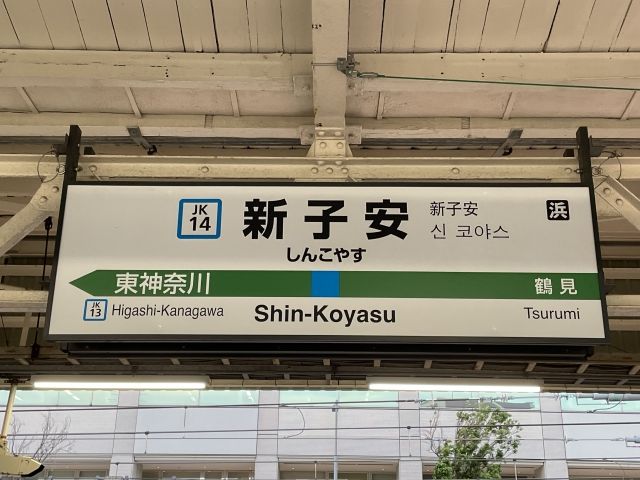 JK
14
新子安
新子安
신 코야스
浜
しんこやす
東神奈川
鶴見
JK
13
Higashi-Kanagawa
Shin-Koyasu
Tsurumi